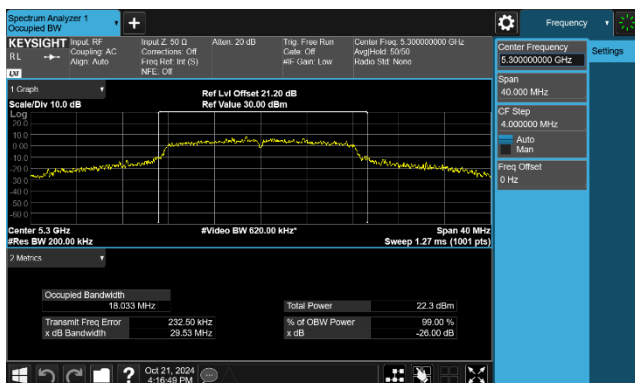 Spectrum Analyzer 1
Occupied BW
+
Frequency
KEYSIGHT
RL
LXI
Input: RF
Coupling: AC
Align: Auto
Input Z: 50 Ω
Corrections: Off
Freq Ref: Int (S)
NFE: Off
Atten: 20 dB
Trig: Free Run
Gate: Off
#IF Gain: Low
Center Freq: 5.300000000 GHz
Avg|Hold: 50/50
Radio Std: None
Center Frequency
5.300000000 GHz
Settings
Span
40.000 MHz
CF Step
4.000000 MHz
Auto
Man
Freq Offset
0 Hz
1 Graph
Scale/Div 10.0 dB
Ref Lvl Offset 21.20 dB
Ref Value 30.00 dBm
Log
20.0
10.0
0.00
-10.0
-20.0
-30.0
-40.0
-50.0
-60.0
Center 5.3 GHz
#Video BW 620.00 kHz*
Span 40 MHz
#Res BW 200.00 kHz
Sweep 1.27 ms (1001 pts)
2 Metrics
Occupied Bandwidth
18.033 MHz
Total Power 22.3 dBm
Transmit Freq Error 232.50 kHz
% of OBW Power 99.00 %
x dB Bandwidth 29.53 MHz
x dB -26.00 dB
?
Oct 21, 2024
4:16:49 PM